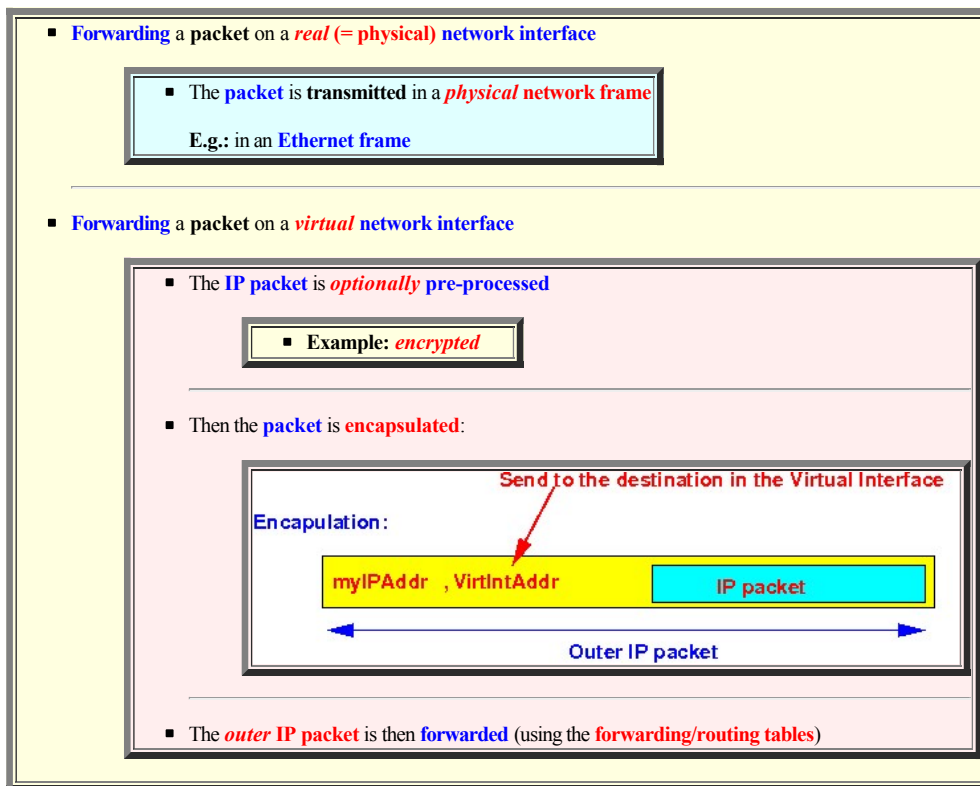 Forwarding a packet on a real (= physical) network interface
The packet is transmitted in a physical network frame
E.g.: in an Ethernet frame
Forwarding a packet on a virtual network interface
The IP packet is optionally pre-processed
Example: encrypted
Then the packet is encapsulated:
Send to the destination in the Virtual Interface
Encapulation:
myIPAddr , VirtIntAddr IP packet
Outer IP packet
The outer IP packet is then forwarded (using the forwarding/routing tables)